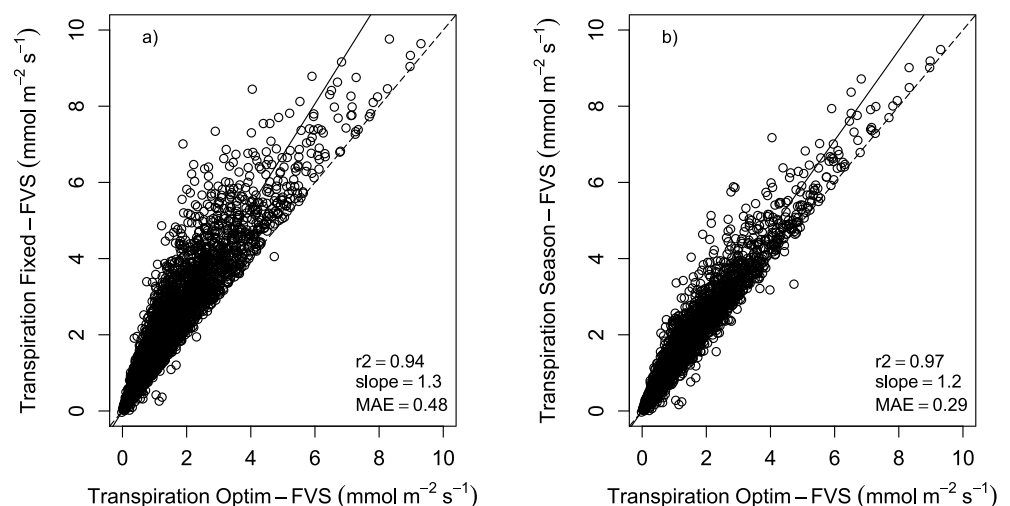 a)
Transpiration Fixed − FVS (mmol m−2 s−1)
10
8
6
4
2
0
r2 = 0.94
slope = 1.3
MAE = 0.48
0 2 4 6 8 10
Transpiration Optim − FVS (mmol m−2 s−1)
b)
Transpiration Season − FVS (mmol m−2 s−1)
10
8
6
4
2
0
r2 = 0.97
slope = 1.2
MAE = 0.29
0 2 4 6 8 10
Transpiration Optim − FVS (mmol m−2 s−1)